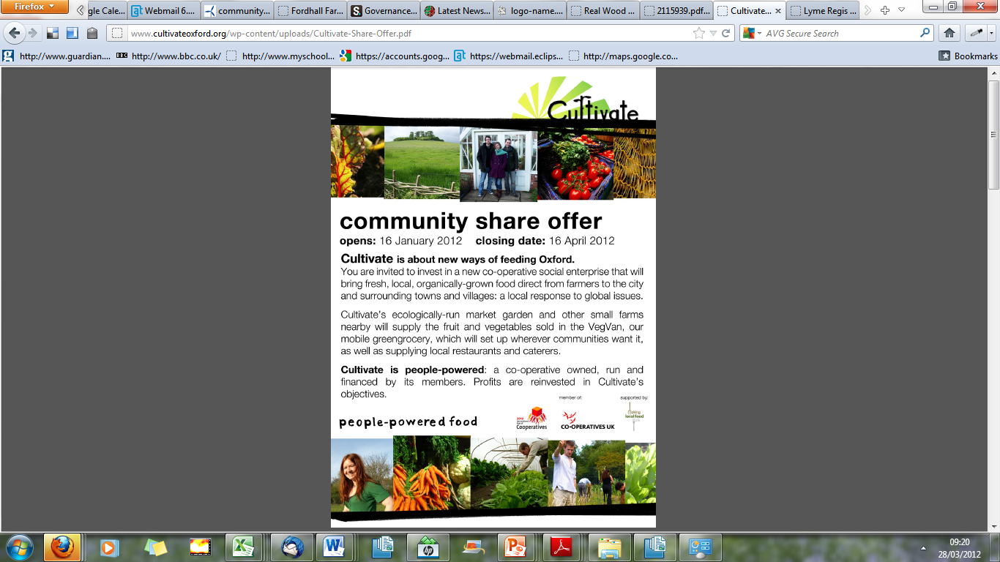 Firefox
gle Cale...
Webmail 6....
community...
Fordhall Far...
Governance...
Latest News...
logo-name....
Real Wood ...
2115939.pdf...
Cultivate...
Lyme Regis ...
www.cultivateoxford.org/wp-content/uploads/Cultivate-Share-Offer.pdf
AVG Secure Search
http://www.guardian....
BBC http://www.bbc.co.uk/
http://www.myschool...
https://accounts.goog...
https://webmail.eclips...
http://maps.google.co...
Bookmarks
Cultivate
community share offer
opens: 16 January 2012 closing date: 16 April 2012
Cultivate is about new ways of feeding Oxford.
You are invited to invest in a new co-operative social enterprise that will
bring fresh, local, organically-grown food direct from farmers to the city
and surrounding towns and villages: a local response to global issues.
Cultivate's ecologically-run market garden and other small farms
nearby will supply the fruit and vegetables sold in the VegVan, our
mobile greengrocery, which will set up wherever communities want it,
as well as supplying local restaurants and caterers.
Cultivate is people-powered: a co-operative owned, run and
financed by its members. Profits are reinvested in Cultivate's
objectives.
member of:
supported by:
people-powered food
Cooperatives
CO-OPERATIVES UK
making
local food
work
09:20
28/03/2012